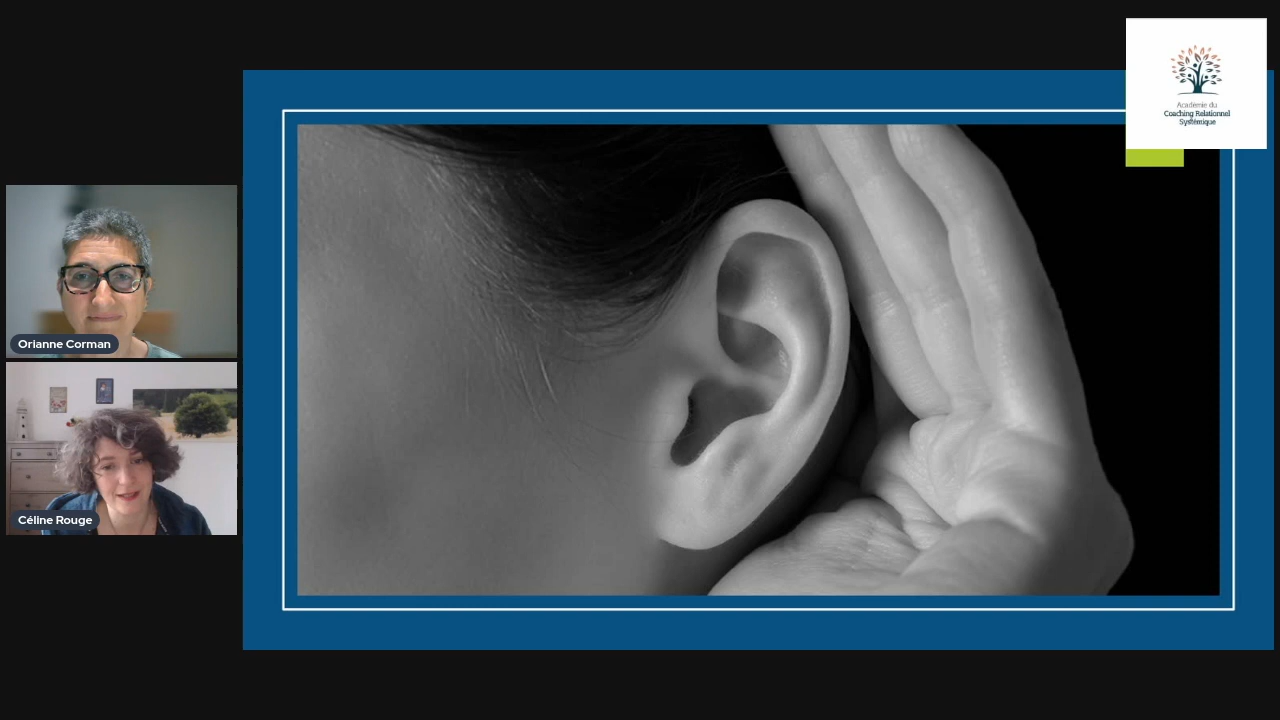 Académie du
Coaching Relationnel
Systémique
Orianne Corman
Céline Rouge